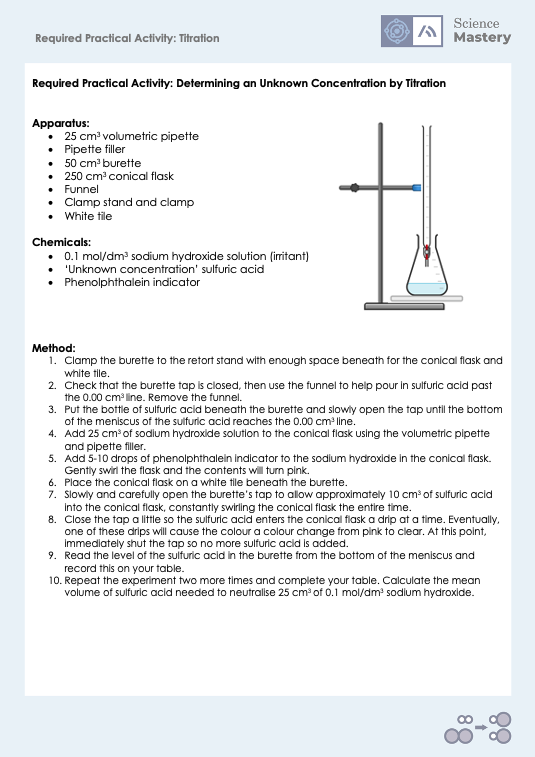 Required Practical Activity: Titration
Science
Mastery
Required Practical Activity: Determining an Unknown Concentration by Titration
Apparatus:
• 25 cm³ volumetric pipette
• Pipette filler
• 50 cm³ burette
• 250 cm³ conical flask
• Funnel
• Clamp stand and clamp
• White tile
Chemicals:
• 0.1 mol/dm³ sodium hydroxide solution (irritant)
• ‘Unknown concentration’ sulfuric acid
• Phenolphthalein indicator
Method:
1. Clamp the burette to the retort stand with enough space beneath for the conical flask and
white tile.
2. Check that the burette tap is closed, then use the funnel to help pour in sulfuric acid past
the 0.00 cm³ line. Remove the funnel.
3. Put the bottle of sulfuric acid beneath the burette and slowly open the tap until the bottom
of the meniscus of the sulfuric acid reaches the 0.00 cm³ line.
4. Add 25 cm³ of sodium hydroxide solution to the conical flask using the volumetric pipette
and pipette filler.
5. Add 5-10 drops of phenolphthalein indicator to the sodium hydroxide in the conical flask.
Gently swirl the flask and the contents will turn pink.
6. Place the conical flask on a white tile beneath the burette.
7. Slowly and carefully open the burette’s tap to allow approximately 10 cm³ of sulfuric acid
into the conical flask, constantly swirling the conical flask the entire time.
8. Close the tap a little so the sulfuric acid enters the conical flask a drip at a time. Eventually,
one of these drips will cause the colour a colour change from pink to clear. At this point,
immediately shut the tap so no more sulfuric acid is added.
9. Read the level of the sulfuric acid in the burette from the bottom of the meniscus and
record this on your table.
10. Repeat the experiment two more times and complete your table. Calculate the mean
volume of sulfuric acid needed to neutralise 25 cm³ of 0.1 mol/dm³ sodium hydroxide.